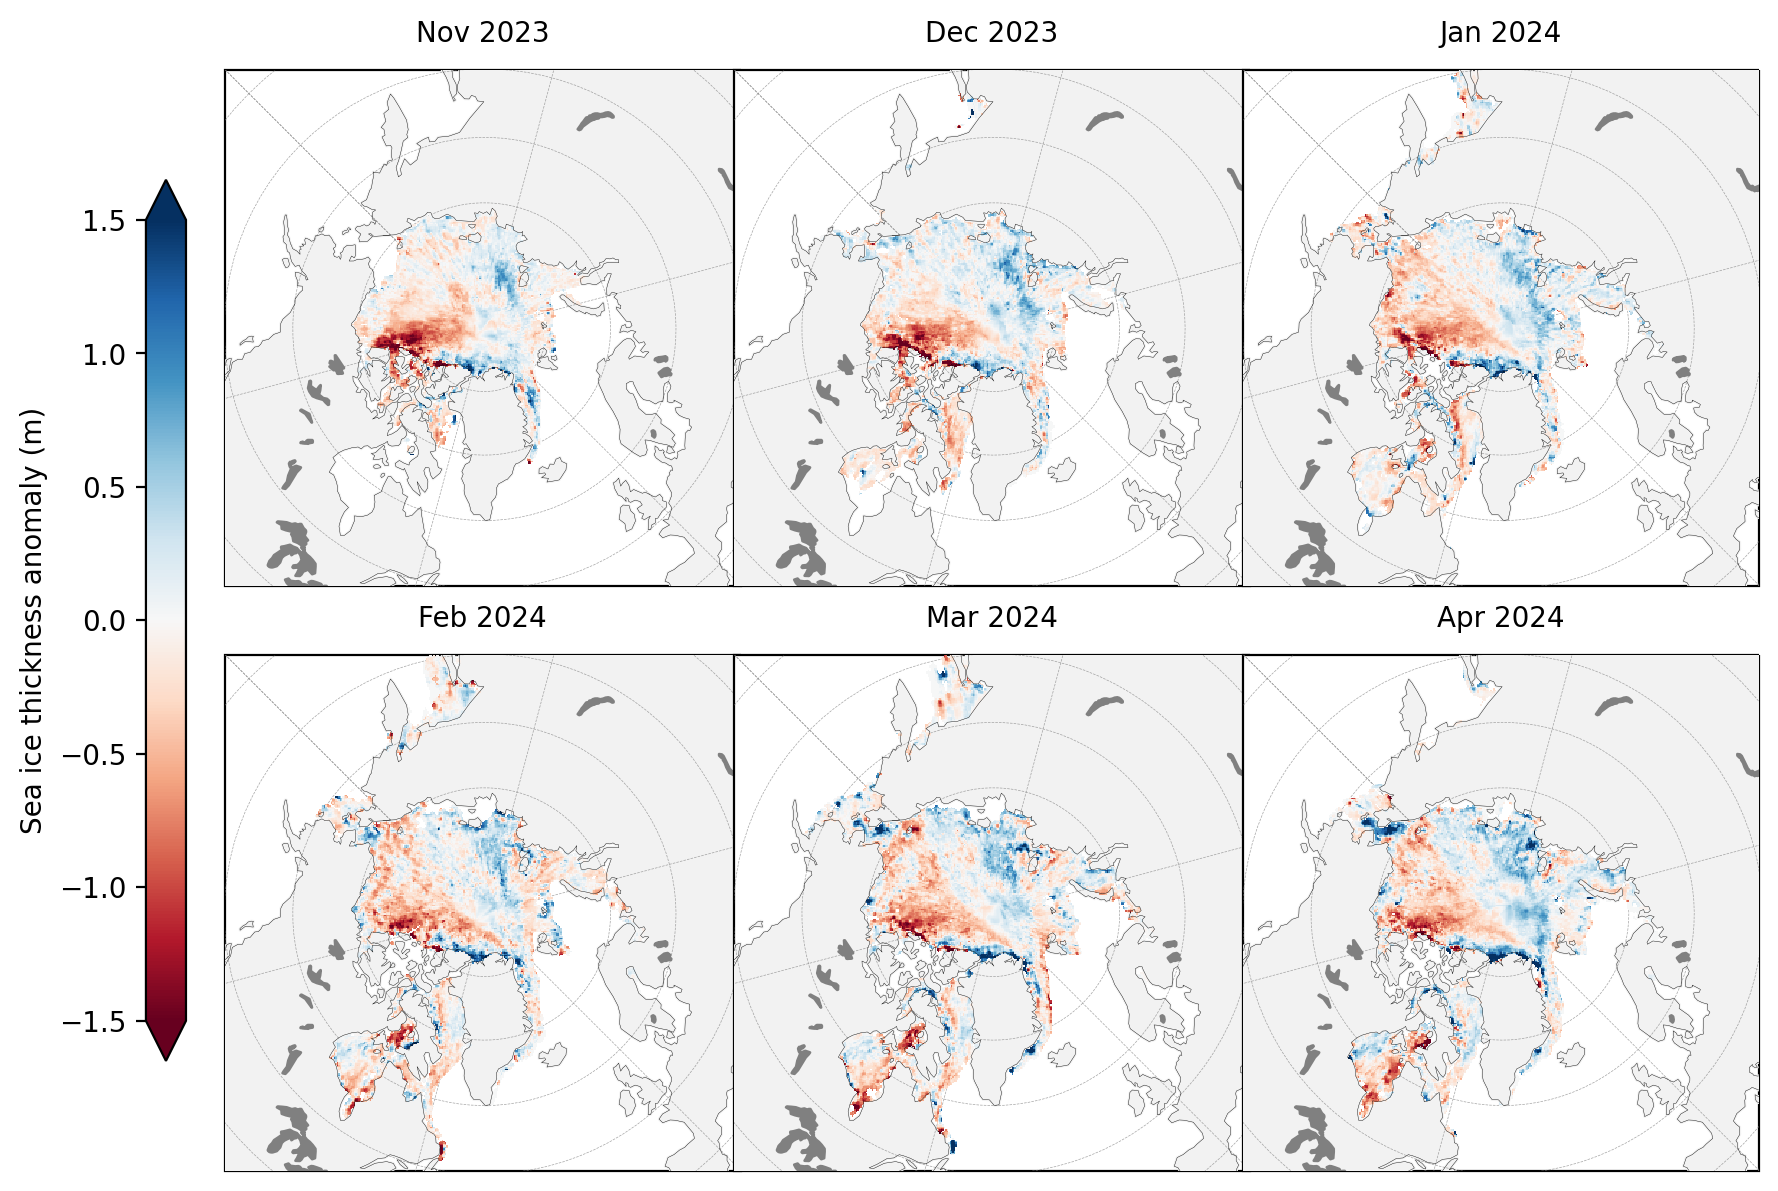 Nov 2023
Dec 2023
Jan 2024
Feb 2024
Mar 2024
Apr 2024
Sea ice thickness anomaly (m)
1.5
1.0
0.5
0.0
−0.5
−1.0
−1.5